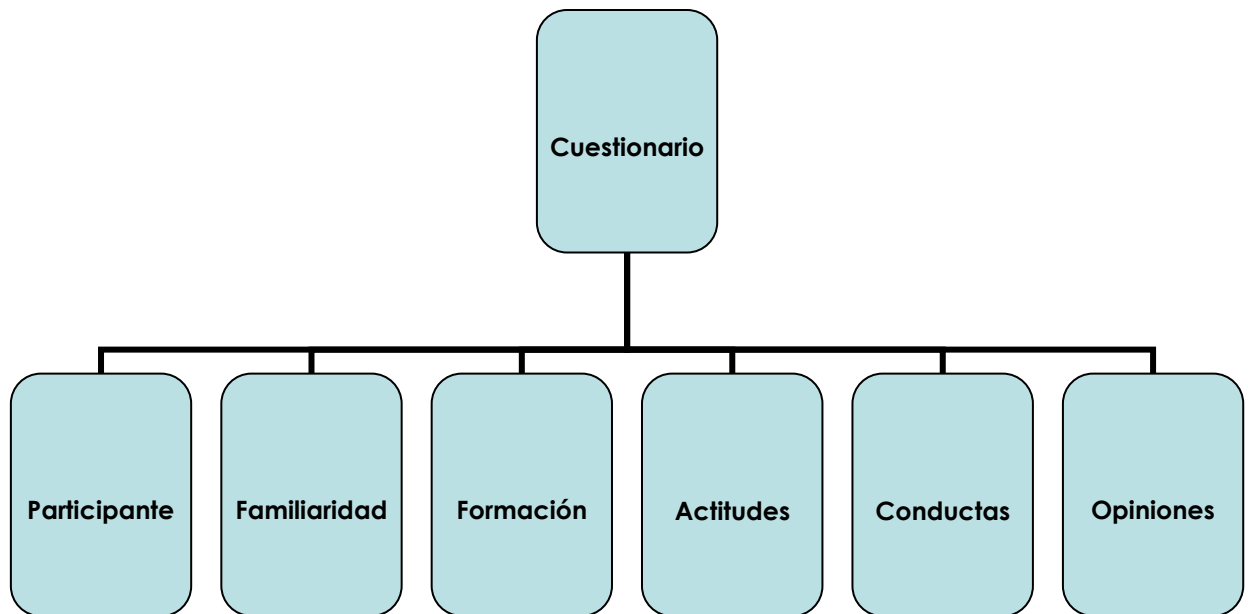 Cuestionario
Participante
Familiaridad
Formación
Actitudes
Conductas
Opiniones